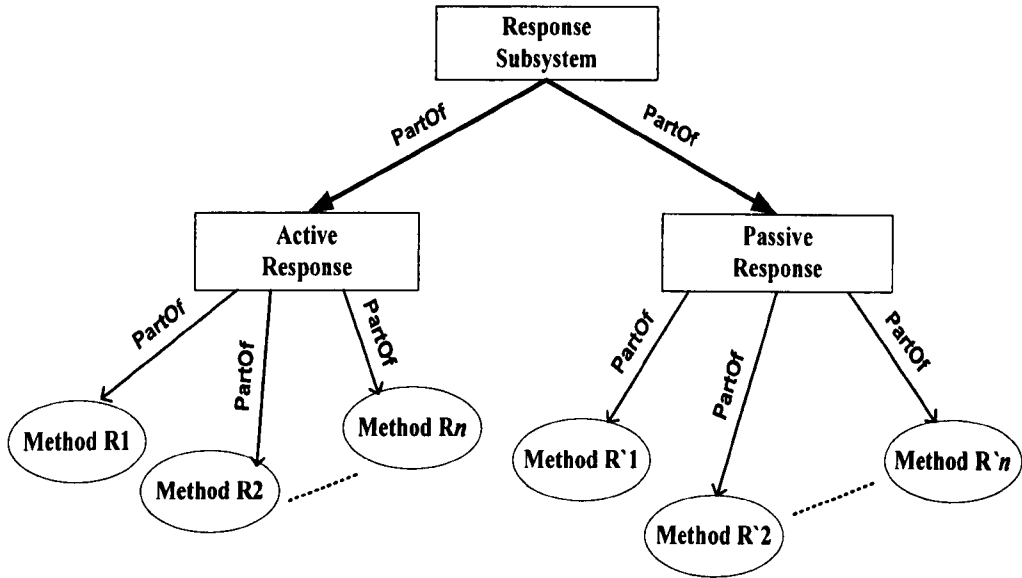 Response
Subsystem
PartOf
PartOf
Active
Response
Passive
Response
PartOf
PartOf
PartOf
PartOf
PartOf
PartOf
Method R1
Method R2
Method Rn
Method R`1
Method R`2
Method R`n